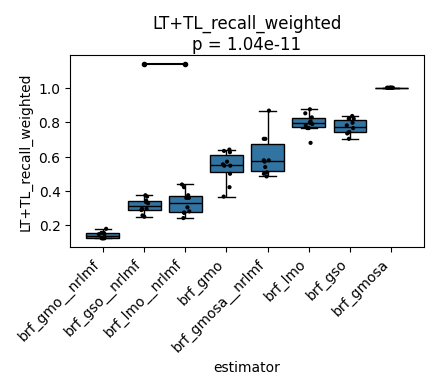 LT+TL_recall_weighted
p = 1.04e-11
LT+TL_recall_weighted
1.0
0.8
0.6
0.4
0.2
brf_gmo__nrlmf
brf_gso__nrlmf
brf_lmo__nrlmf
brf_gmo
brf_gmosa__nrlmf
brf_lmo
brf_gso
brf_gmosa
estimator